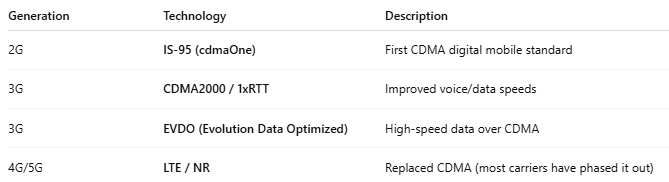 Generation Technology Description
2G IS-95 (cdmaOne) First CDMA digital mobile standard
3G CDMA2000 / 1xRTT Improved voice/data speeds
3G EVDO (Evolution Data Optimized) High-speed data over CDMA
4G/5G LTE / NR Replaced CDMA (most carriers have phased it out)